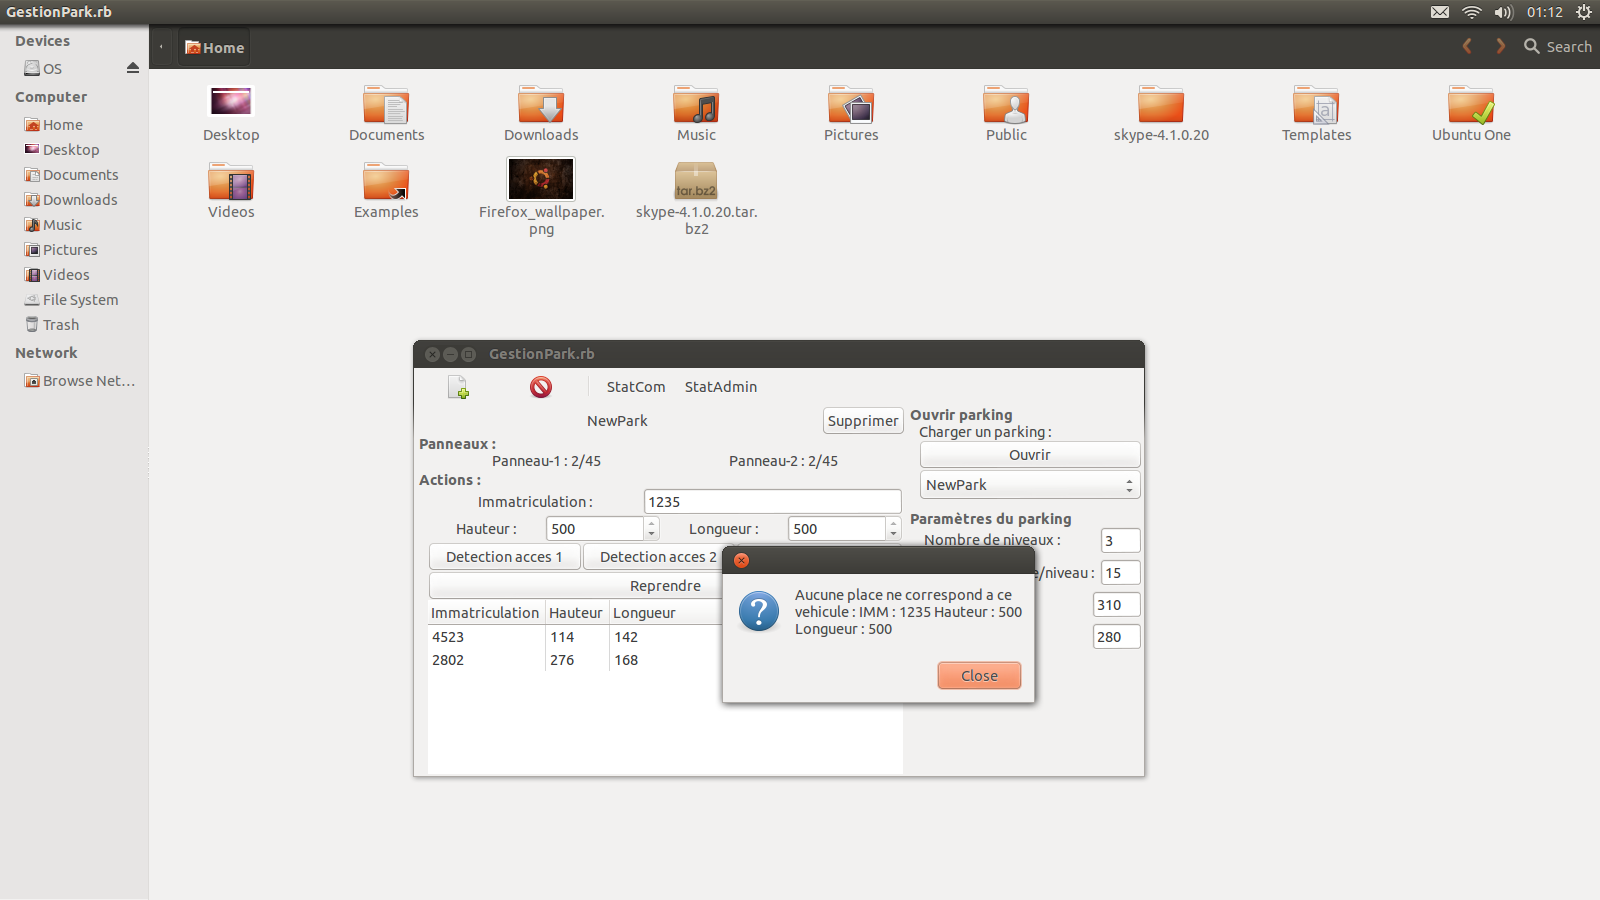 GestionPark.rb
01:12
Devices
OS
Computer
Home
Desktop
Documents
Downloads
Music
Pictures
Videos
File System
Trash
Network
Browse Net...
Home
Search
Desktop
Documents
Downloads
Music
Pictures
Public
skype-4.1.0.20
Templates
Ubuntu One
Videos
Examples
Firefox_wallpaper.
png
tar.bz2
skype-4.1.0.20.tar.
bz2
GestionPark.rb
StatCom
StatAdmin
NewPark
Supprimer
Panneaux :
Panneau-1 : 2/45
Panneau-2 : 2/45
Actions :
Immatriculation :
1235
Hauteur :
500
Longueur :
500
Detection acces 1
Detection acces 2
Reprendre
Immatriculation
Hauteur
Longueur
4523
114
142
2802
276
168
Ouvrir parking
Charger un parking :
Ouvrir
NewPark
Paramètres du parking
Nombre de niveaux :
3
e/niveau :
15
310
280
Aucune place ne correspond a ce
vehicule : IMM : 1235 Hauteur : 500
Longueur : 500
Close